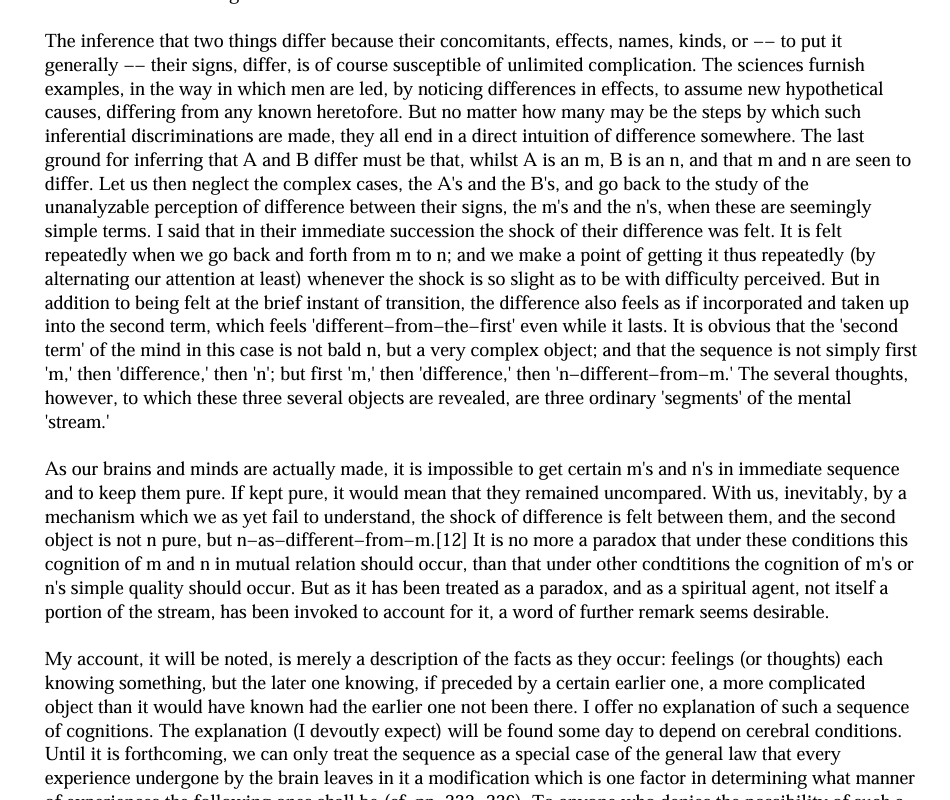 The inference that two things differ because their concomitants, effects, names, kinds, or −− to put it
generally −− their signs, differ, is of course susceptible of unlimited complication. The sciences furnish
examples, in the way in which men are led, by noticing differences in effects, to assume new hypothetical
causes, differing from any known heretofore. But no matter how many may be the steps by which such
inferential discriminations are made, they all end in a direct intuition of difference somewhere. The last
ground for inferring that A and B differ must be that, whilst A is an m, B is an n, and that m and n are seen to
differ. Let us then neglect the complex cases, the A's and the B's, and go back to the study of the
unanalyzable perception of difference between their signs, the m's and the n's, when these are seemingly
simple terms. I said that in their immediate succession the shock of their difference was felt. It is felt
repeatedly when we go back and forth from m to n; and we make a point of getting it thus repeatedly (by
alternating our attention at least) whenever the shock is so slight as to be with difficulty perceived. But in
addition to being felt at the brief instant of transition, the difference also feels as if incorporated and taken up
into the second term, which feels 'different−from−the−first' even while it lasts. It is obvious that the 'second
term' of the mind in this case is not bald n, but a very complex object; and that the sequence is not simply first
'm,' then 'difference,' then 'n'; but first 'm,' then 'difference,' then 'n−different−from−m.' The several thoughts,
however, to which these three several objects are revealed, are three ordinary 'segments' of the mental
'stream.'
As our brains and minds are actually made, it is impossible to get certain m's and n's in immediate sequence
and to keep them pure. If kept pure, it would mean that they remained uncompared. With us, inevitably, by a
mechanism which we as yet fail to understand, the shock of difference is felt between them, and the second
object is not n pure, but n−as−different−from−m.[12] It is no more a paradox that under these conditions this
cognition of m and n in mutual relation should occur, than that under other condtitions the cognition of m's or
n's simple quality should occur. But as it has been treated as a paradox, and as a spiritual agent, not itself a
portion of the stream, has been invoked to account for it, a word of further remark seems desirable.
My account, it will be noted, is merely a description of the facts as they occur: feelings (or thoughts) each
knowing something, but the later one knowing, if preceded by a certain earlier one, a more complicated
object than it would have known had the earlier one not been there. I offer no explanation of such a sequence
of cognitions. The explanation (I devoutly expect) will be found some day to depend on cerebral conditions.
Until it is forthcoming, we can only treat the sequence as a special case of the general law that every
experience undergone by the brain leaves in it a modification which is one factor in determining what manner